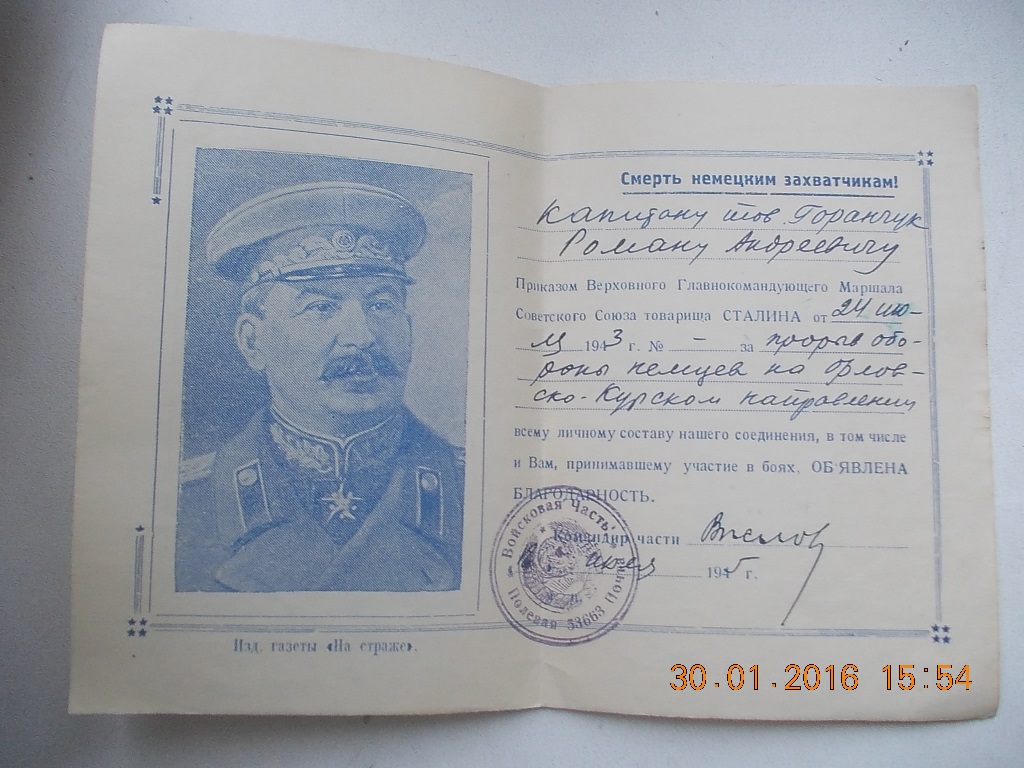 Смерть немецким захватчикам!
Капитану тов. Горанчук
Роману Андреевичу
Приказом Верховного Главнокомандующего Маршала
Советского Союза товарища СТАЛИНА от 24 ию-
ля 1943 г. № - за прорыв обо-
роны немцев на Орлов-
ско-Курском направлении
всему личному составу нашего соединения, в том числе
и Вам, принимавшему участие в боях, ОБ'ЯВЛЕНА
БЛАГОДАРНОСТЬ.
Командир части
июля 1945 г.
Войсковая Часть
Полевая Почта 53663
Изд. газеты «На страже».
30.01.2016 15:54